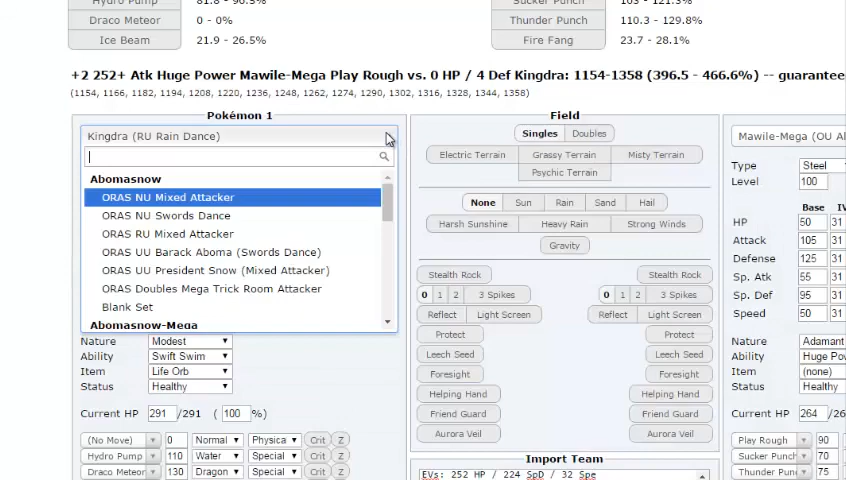 Hydro Pump 81.8 - 96.5% Sucker Punch 103 - 121.3%
Draco Meteor 0 - 0% Thunder Punch 110.3 - 129.8%
Ice Beam 21.9 - 26.5% Fire Fang 23.7 - 28.1%
+2 252+ Atk Huge Power Mawile-Mega Play Rough vs. 0 HP / 4 Def Kingdra: 1154-1358 (396.5 - 466.6%) -- guarantee
(1154, 1166, 1182, 1194, 1208, 1220, 1236, 1248, 1262, 1274, 1290, 1302, 1316, 1328, 1344, 1358)
Pokémon 1 Field
Kingdra (RU Rain Dance) Singles Doubles Mawile-Mega (OU Al
Electric Terrain Grassy Terrain Misty Terrain
Psychic Terrain
Abomasnow
ORAS NU Mixed Attacker
ORAS NU Swords Dance
ORAS RU Mixed Attacker
ORAS UU Barack Aboma (Swords Dance)
ORAS UU President Snow (Mixed Attacker)
ORAS Doubles Mega Trick Room Attacker
Blank Set
Abomasnow-Mega
None Sun Rain Sand Hail
Harsh Sunshine Heavy Rain Strong Winds
Gravity
Stealth Rock Stealth Rock
0 1 2 3 Spikes 0 1 2 3 Spikes
Reflect Light Screen Reflect Light Screen
Protect Protect
Leech Seed Leech Seed
Foresight Foresight
Helping Hand Helping Hand
Friend Guard Friend Guard
Aurora Veil Aurora Veil
Type Steel
Level 100
Base IV
HP 50 31
Attack 105 31
Defense 125 31
Sp. Atk 55 31
Sp. Def 95 31
Speed 50 31
Nature Adamant
Ability Huge Po
Item (none)
Status Healthy
Current HP 264 /26
Play Rough 90
Sucker Punc 70
Thunder Pun 75
Nature Modest
Ability Swift Swim
Item Life Orb
Status Healthy
Current HP 291 /291 ( 100 %)
(No Move) 0 Normal Physica Crit Z
Hydro Pump 110 Water Special Crit Z
Draco Meteor 130 Dragon Special Crit Z
Import Team
EVs: 252 HP / 224 SpD / 32 Spe